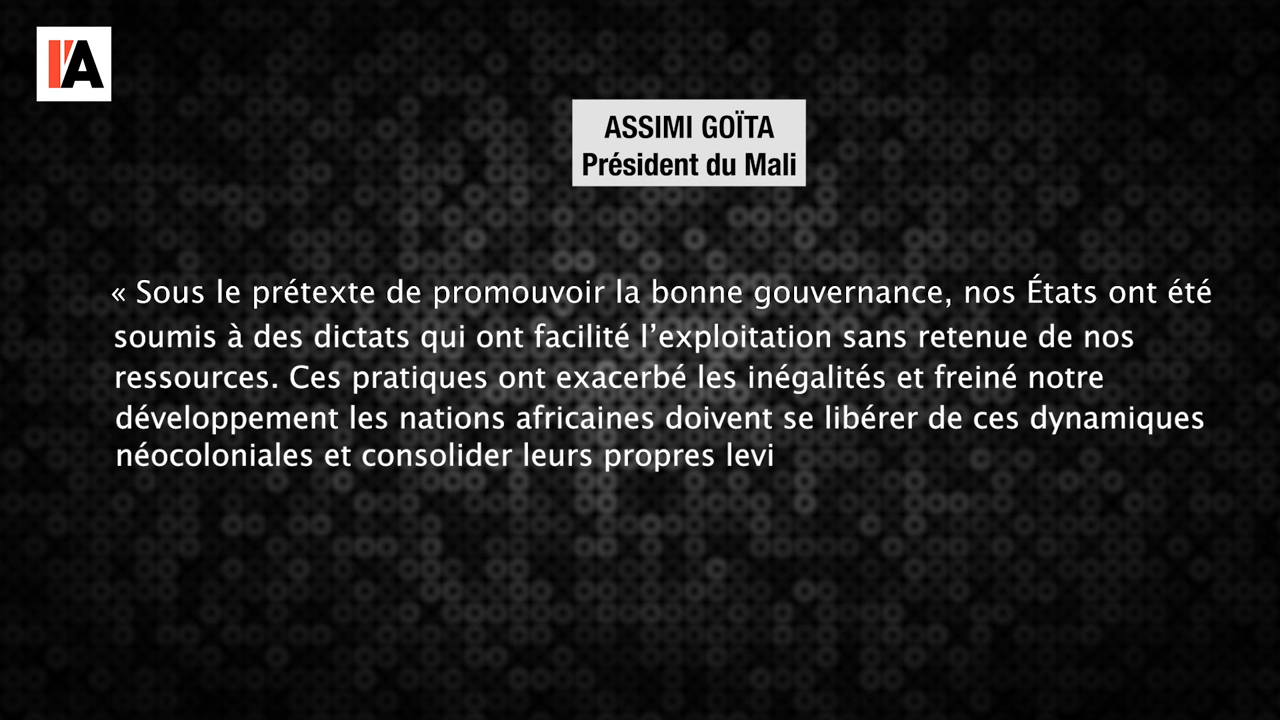 I'A
ASSIMI GOÏTA
Président du Mali
« Sous le prétexte de promouvoir la bonne gouvernance, nos États ont été
soumis à des dictats qui ont facilité l’exploitation sans retenue de nos
ressources. Ces pratiques ont exacerbé les inégalités et freiné notre
développement les nations africaines doivent se libérer de ces dynamiques
néocoloniales et consolider leurs propres levi